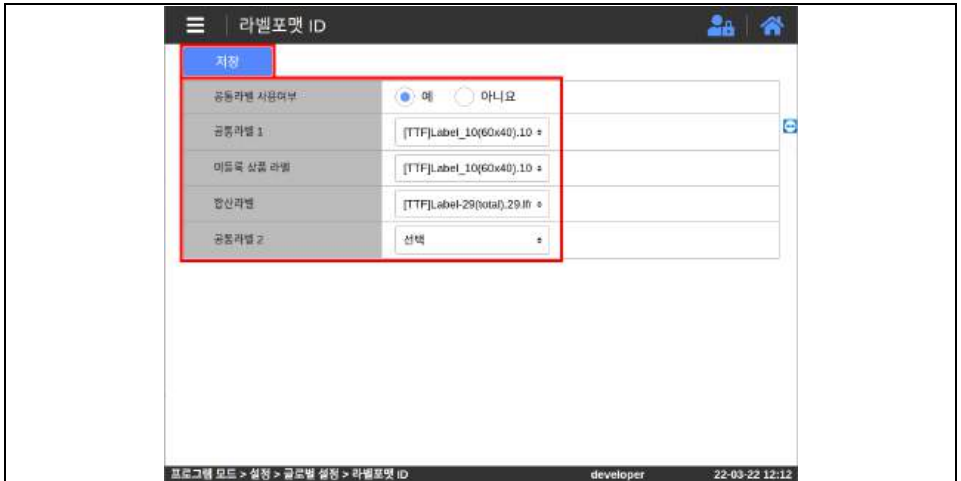 라벨포맷 ID
저장
공통라벨 사용여부 예 아니요
공통라벨 1 [TTF]Label_10(60x40).10
미등록 상품 라벨 [TTF]Label_10(60x40).10
합산라벨 [TTF]Label-29(total).29.lfr
공통라벨 2 선택
프로그램 모드 > 설정 > 글로벌 설정 > 라벨포맷 ID developer 22-03-22 12:12